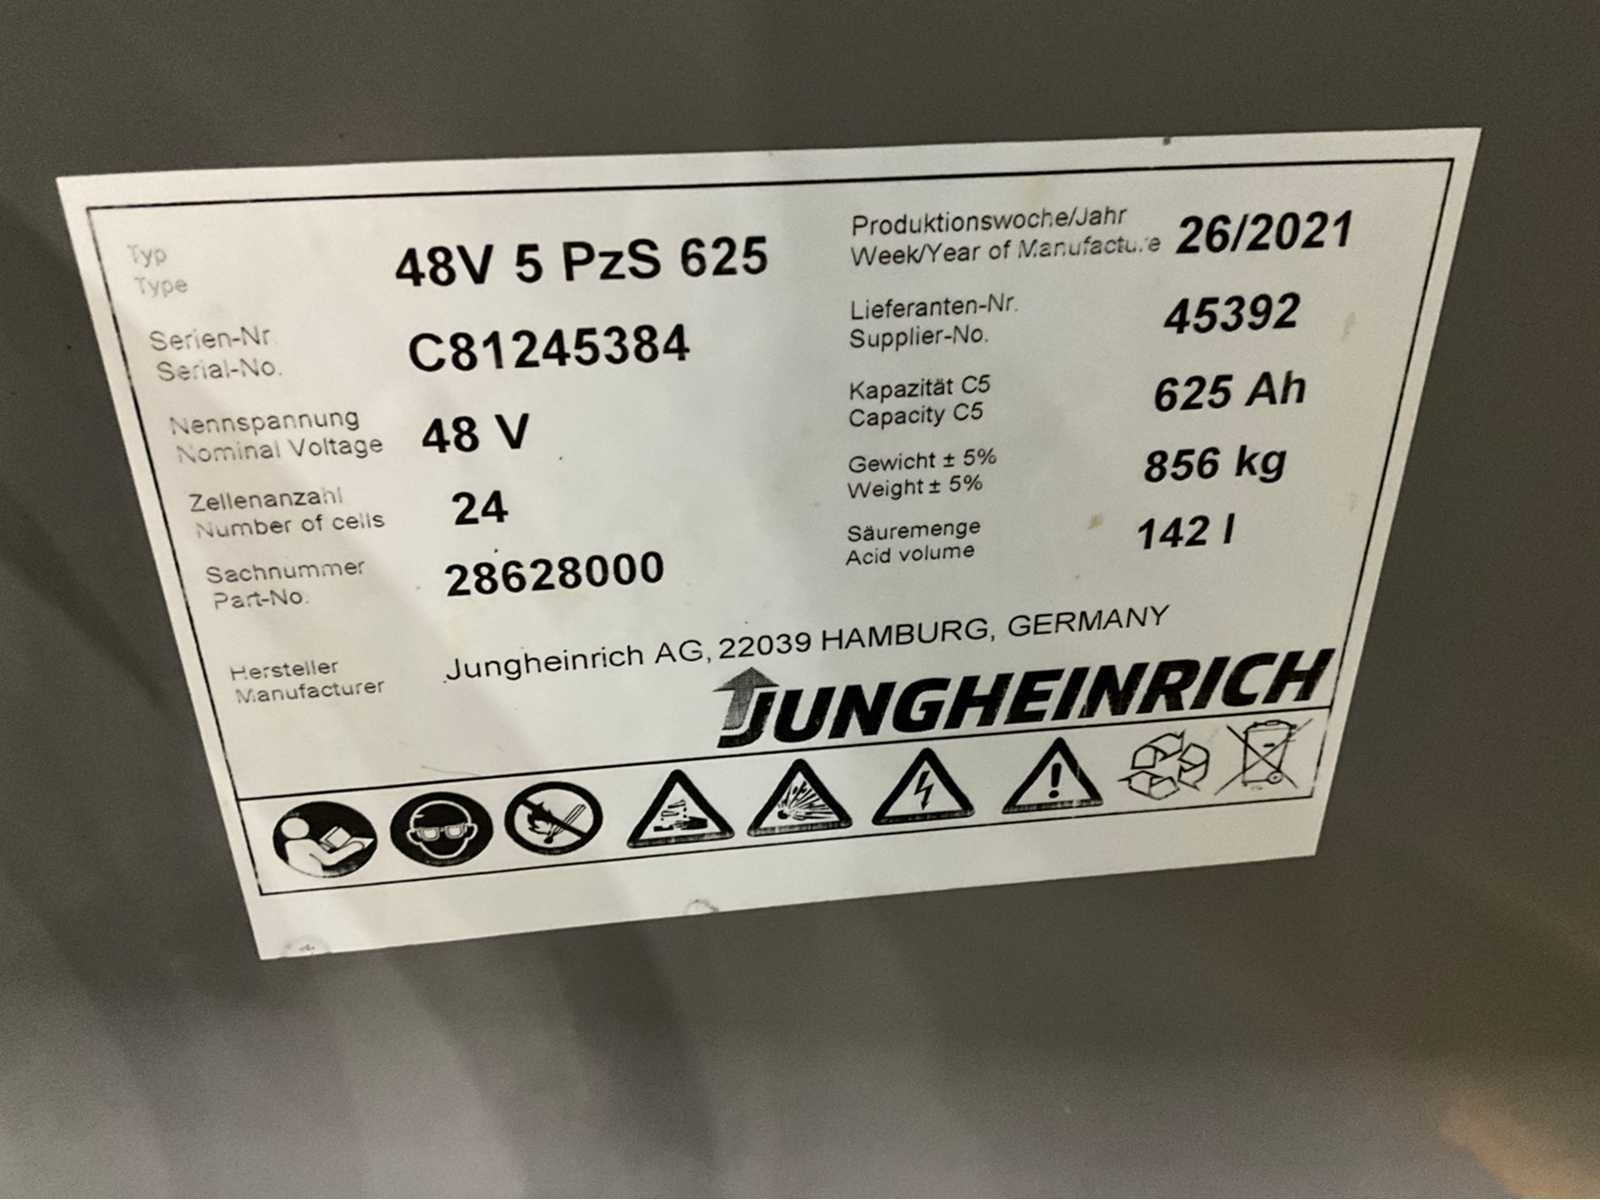 Typ
Type
48V 5 PzS 625
Serien-Nr.
Serial-No.
C81245384
Nennspannung
Nominal Voltage
48 V
Zellenanzahl
Number of cells
24
Sachnummer
Part-No.
28628000
Produktionswoche/Jahr
Week/Year of Manufacture
26/2021
Lieferanten-Nr.
Supplier-No.
45392
Kapazität C5
Capacity C5
625 Ah
Gewicht ± 5%
Weight ± 5%
856 kg
Säuremenge
Acid volume
142 l
Hersteller
Manufacturer
Jungheinrich AG, 22039 HAMBURG, GERMANY
JUNGHEINRICH